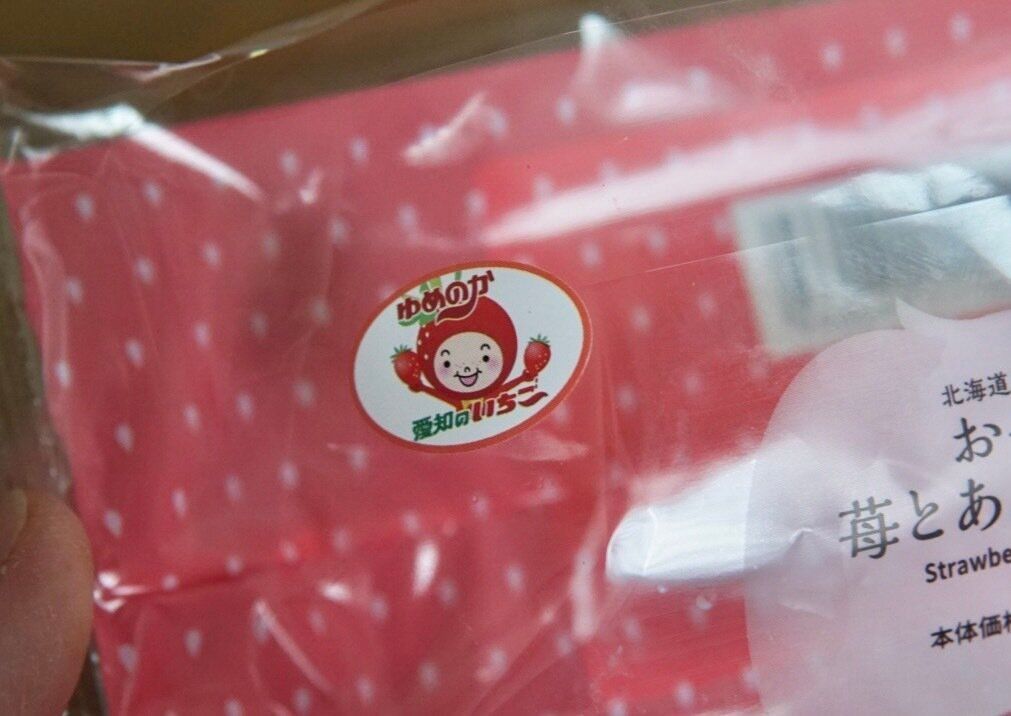 ゆめのか
愛知のいちご
北海道
お
苺とあ
Strawbe
本体価格